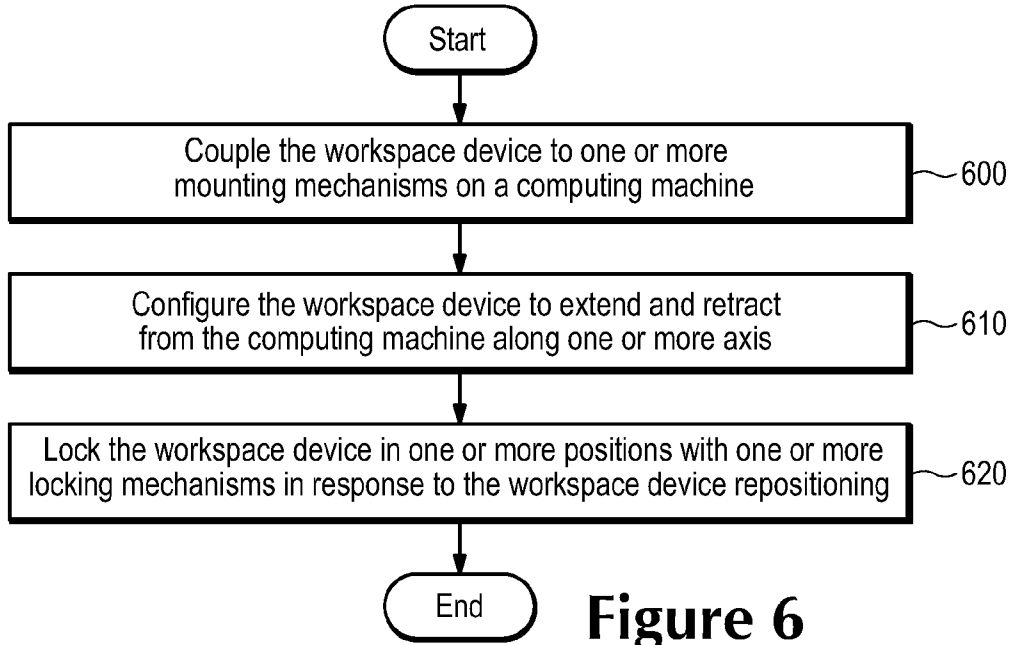 Start
Couple the workspace device to one or more
mounting mechanisms on a computing machine
600
Configure the workspace device to extend and retract
from the computing machine along one or more axis
610
Lock the workspace device in one or more positions with one or more
locking mechanisms in response to the workspace device repositioning
620
End
Figure 6